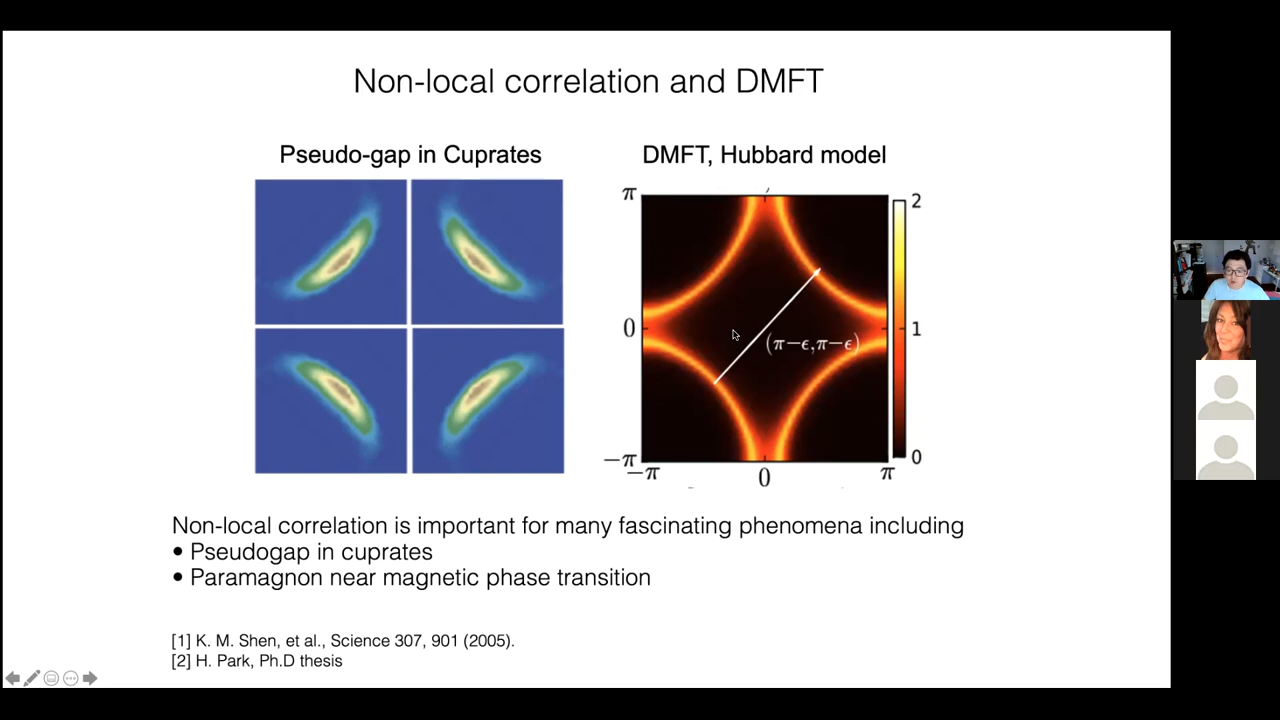 Non-local correlation and DMFT
Pseudo-gap in Cuprates
DMFT, Hubbard model
π
0
−π
−π
0
π
(π−ϵ,π−ϵ)
2
1
0
Non-local correlation is important for many fascinating phenomena including
• Pseudogap in cuprates
• Paramagnon near magnetic phase transition
[1] K. M. Shen, et al., Science 307, 901 (2005).
[2] H. Park, Ph.D thesis